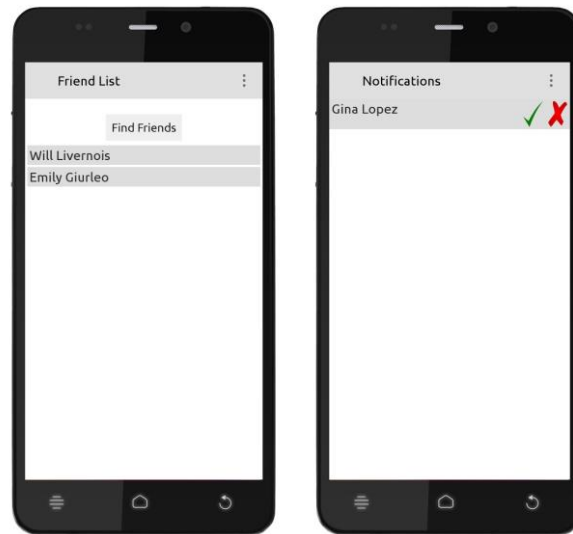 Friend List
Find Friends
Will Livernois
Emily Giurleo
Notifications
Gina Lopez